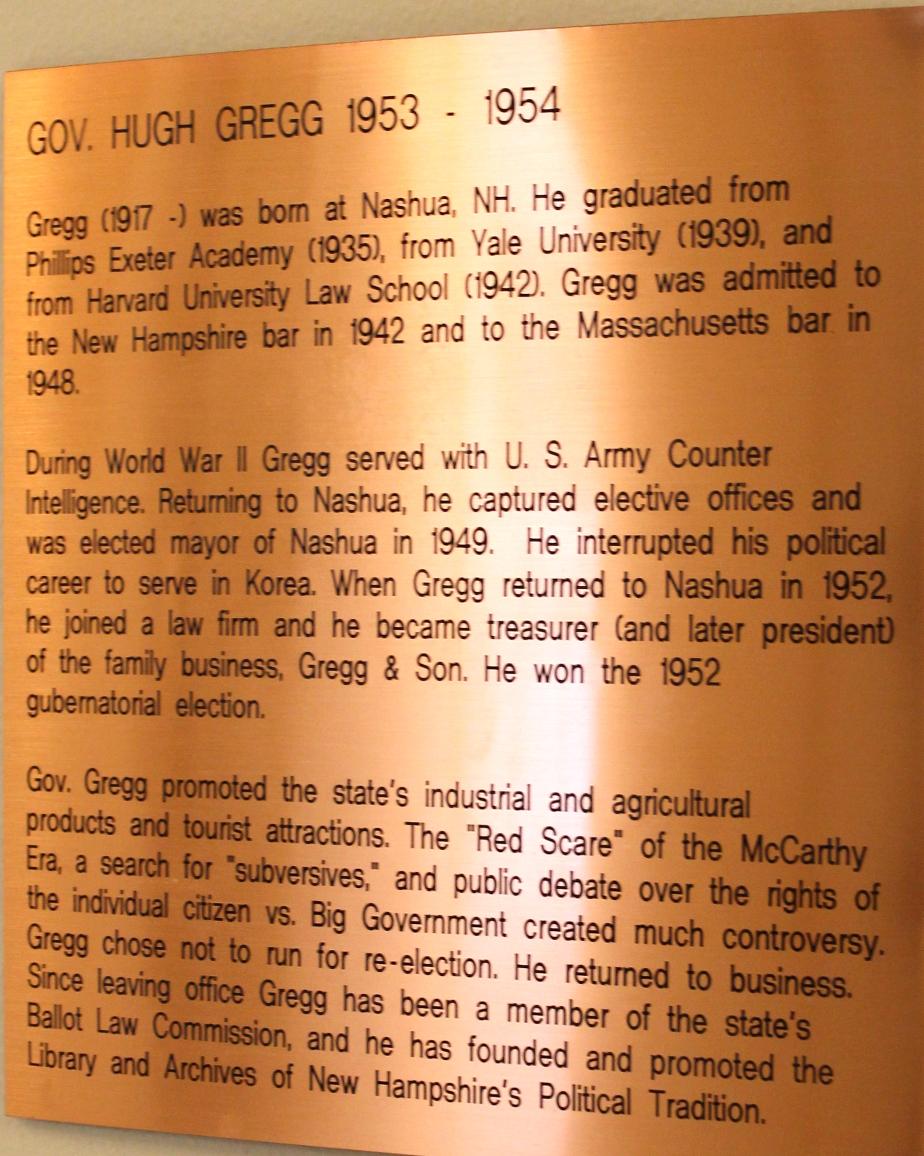 GOV. HUGH GREGG 1953 - 1954
Gregg (1917 -) was born at Nashua, NH. He graduated from
Phillips Exeter Academy (1935), from Yale University (1939), and
from Harvard University Law School (1942). Gregg was admitted to
the New Hampshire bar in 1942 and to the Massachusetts bar in
1948.
During World War II Gregg served with U. S. Army Counter
Intelligence. Returning to Nashua, he captured elective offices and
was elected mayor of Nashua in 1949. He interrupted his political
career to serve in Korea. When Gregg returned to Nashua in 1952,
he joined a law firm and he became treasurer (and later president)
of the family business, Gregg & Son. He won the 1952
gubernatorial election.
Gov. Gregg promoted the state's industrial and agricultural
products and tourist attractions. The "Red Scare" of the McCarthy
Era, a search for "subversives," and public debate over the rights of
the individual citizen vs. Big Government created much controversy.
Gregg chose not to run for re-election. He returned to business.
Since leaving office Gregg has been a member of the state's
Ballot Law Commission, and he has founded and promoted the
Library and Archives of New Hampshire's Political Tradition.